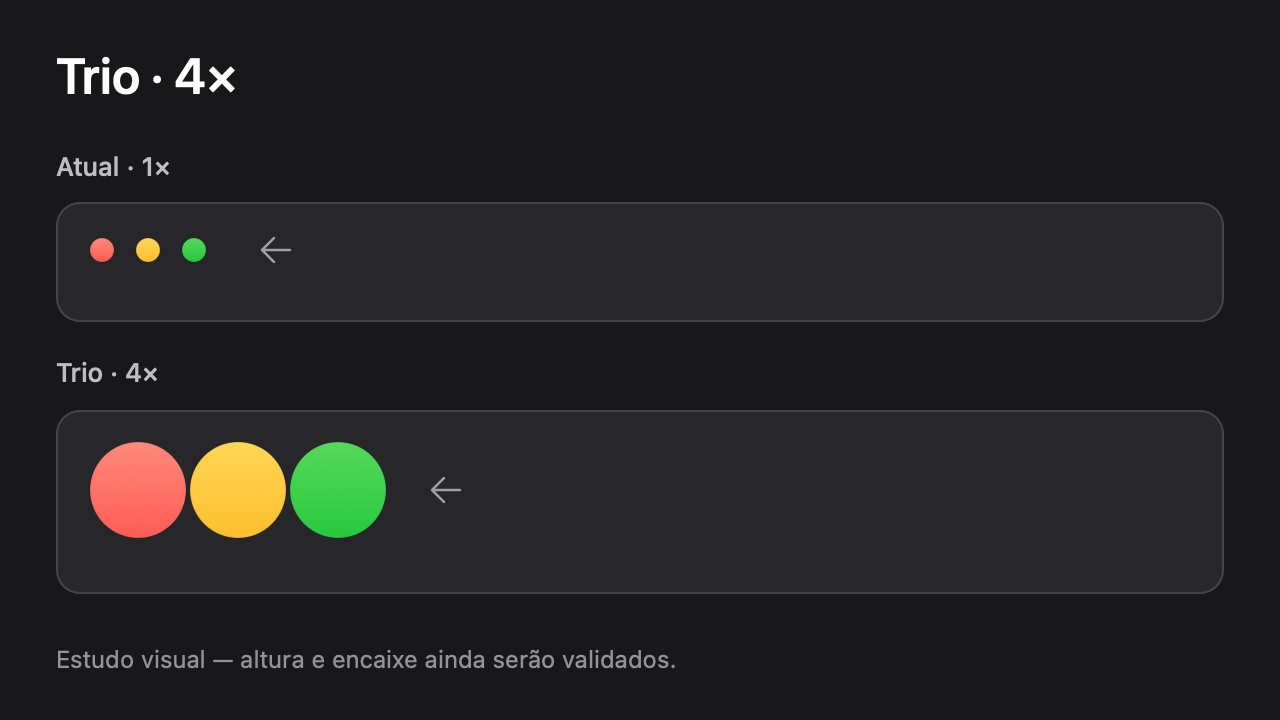 Trio · 4×
Atual · 1×
Trio · 4×
Estudo visual — altura e encaixe ainda serão validados.